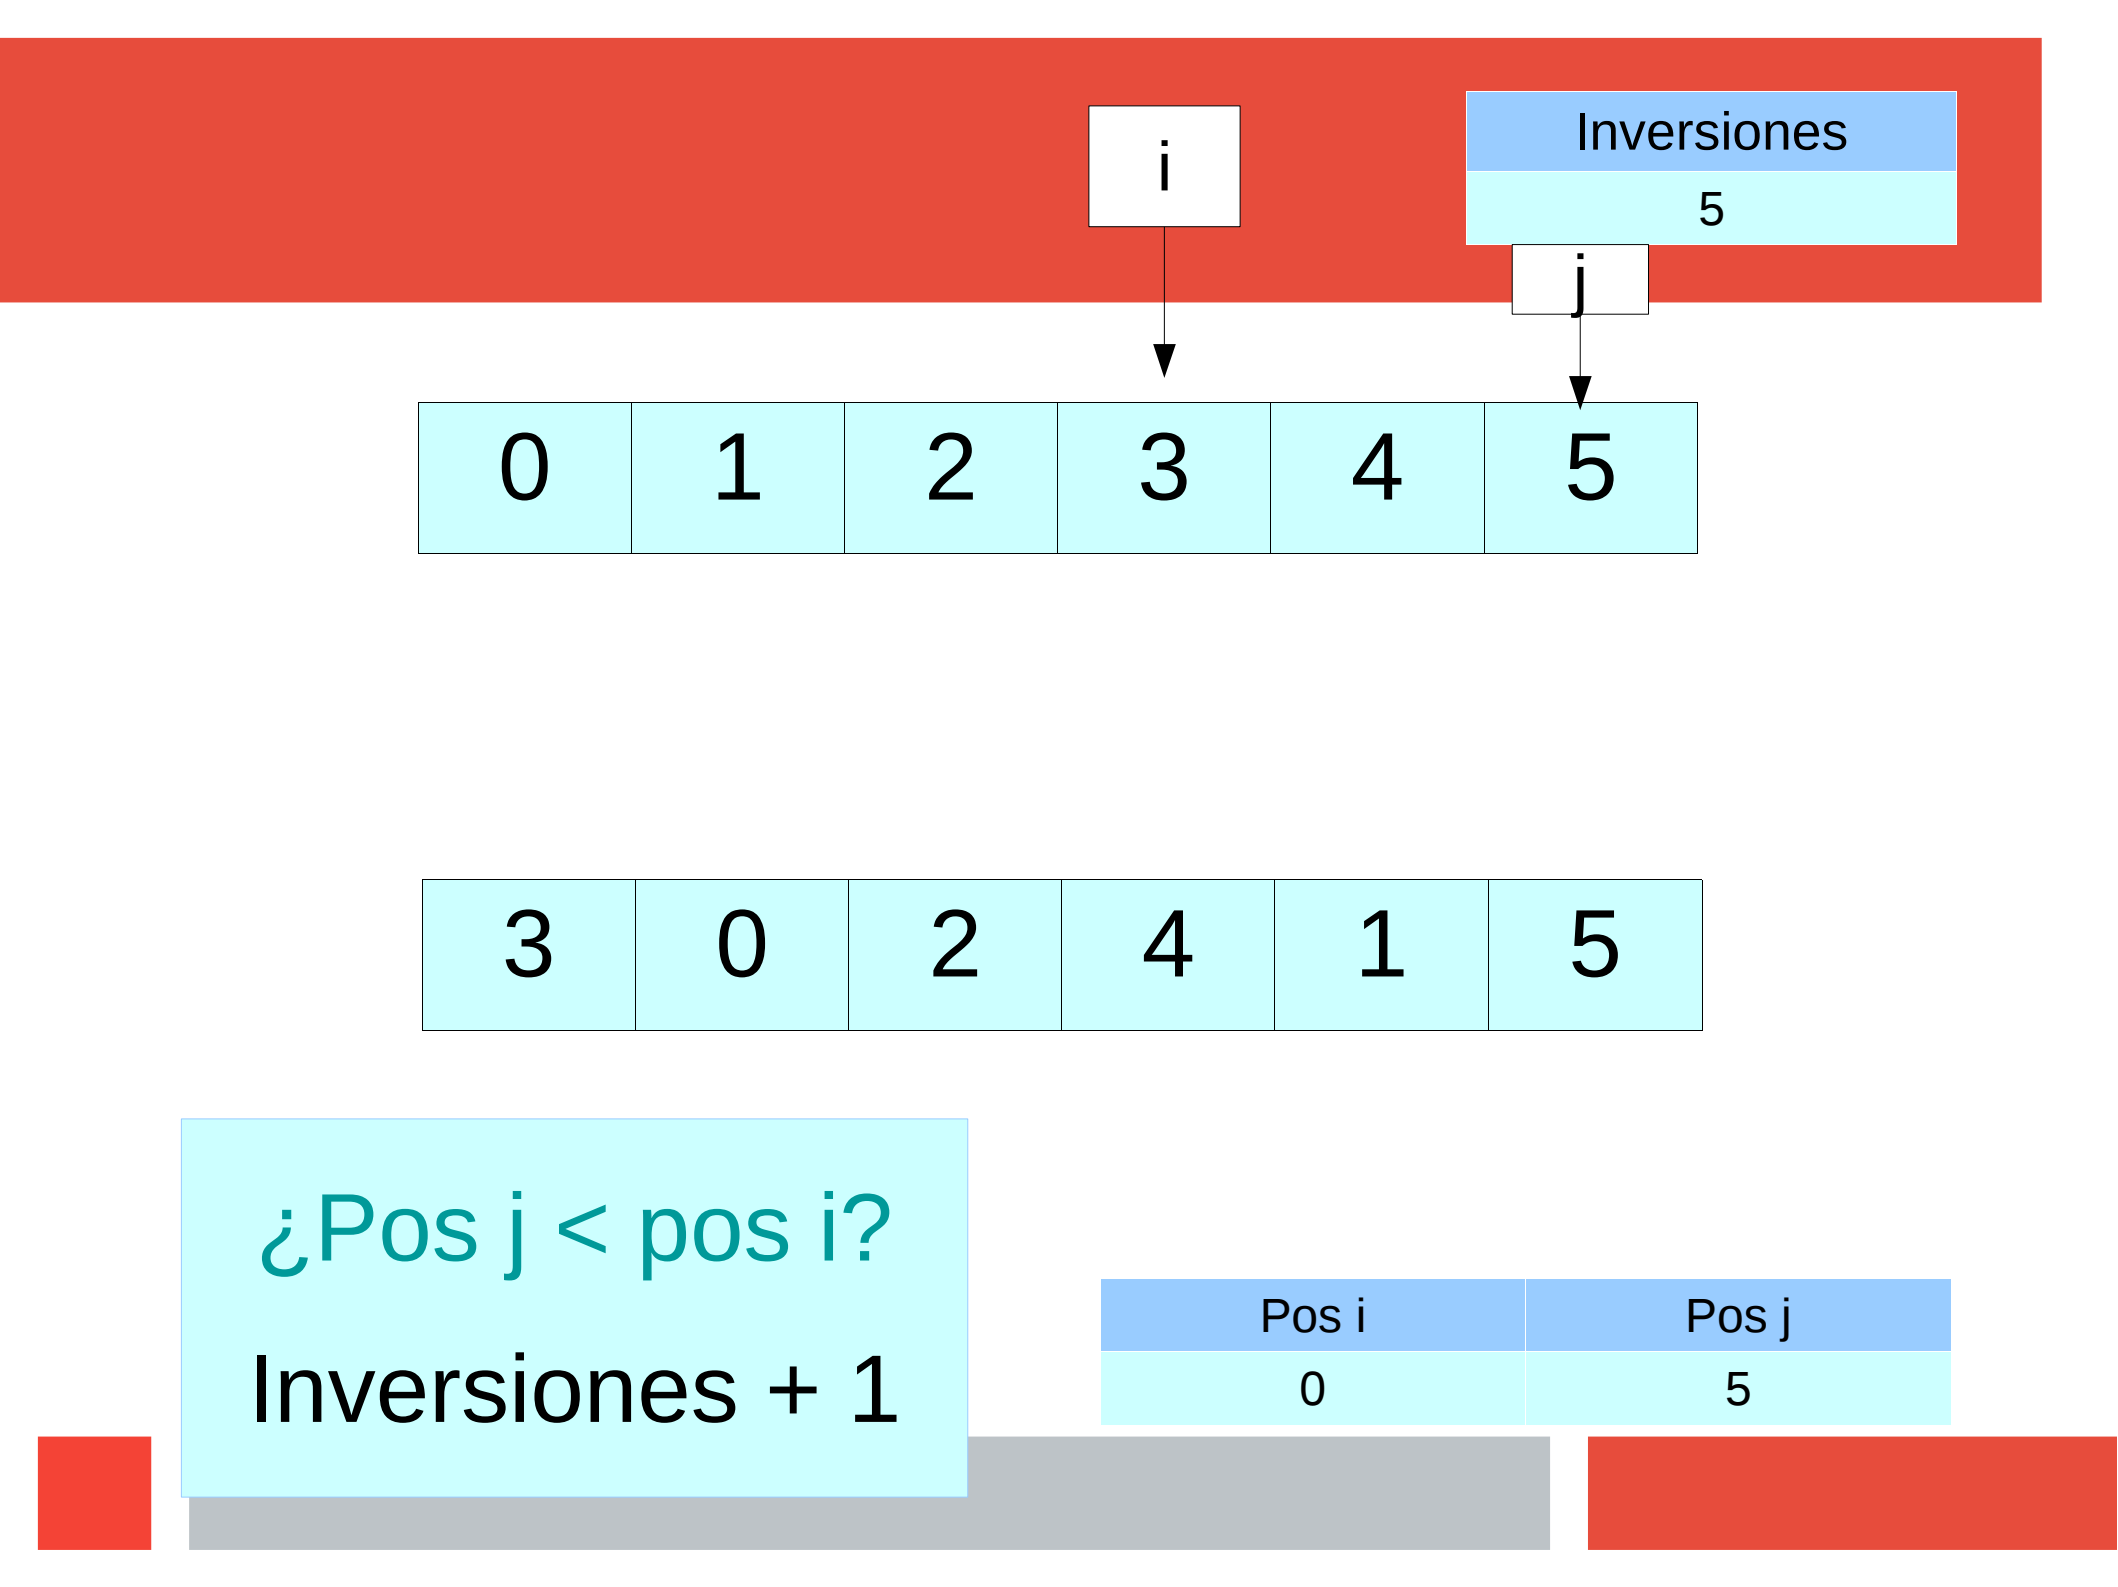 i
Inversiones
5
j
0 1 2 3 4 5
3 0 2 4 1 5
¿Pos j < pos i?
Inversiones + 1
Pos i Pos j
0 5